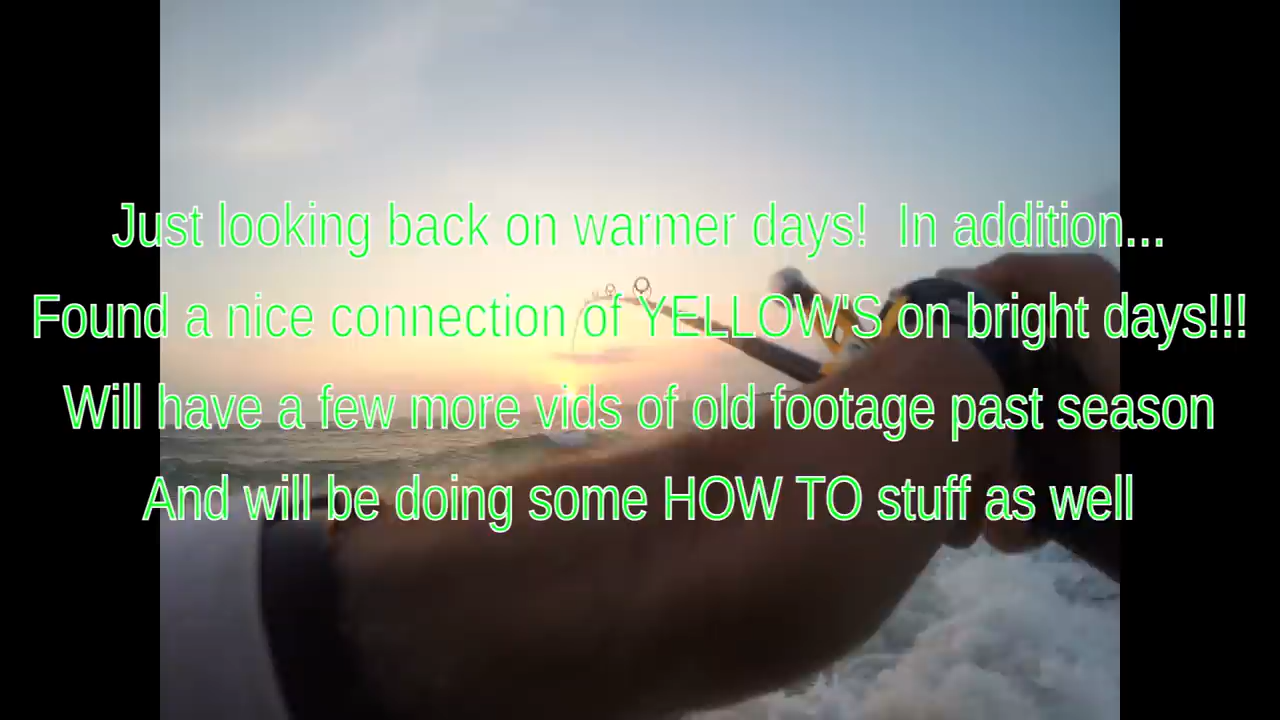 Just looking back on warmer days!  In addition...
Found a nice connection of YELLOW'S on bright days!!!
Will have a few more vids of old footage past season
And will be doing some HOW TO stuff as well